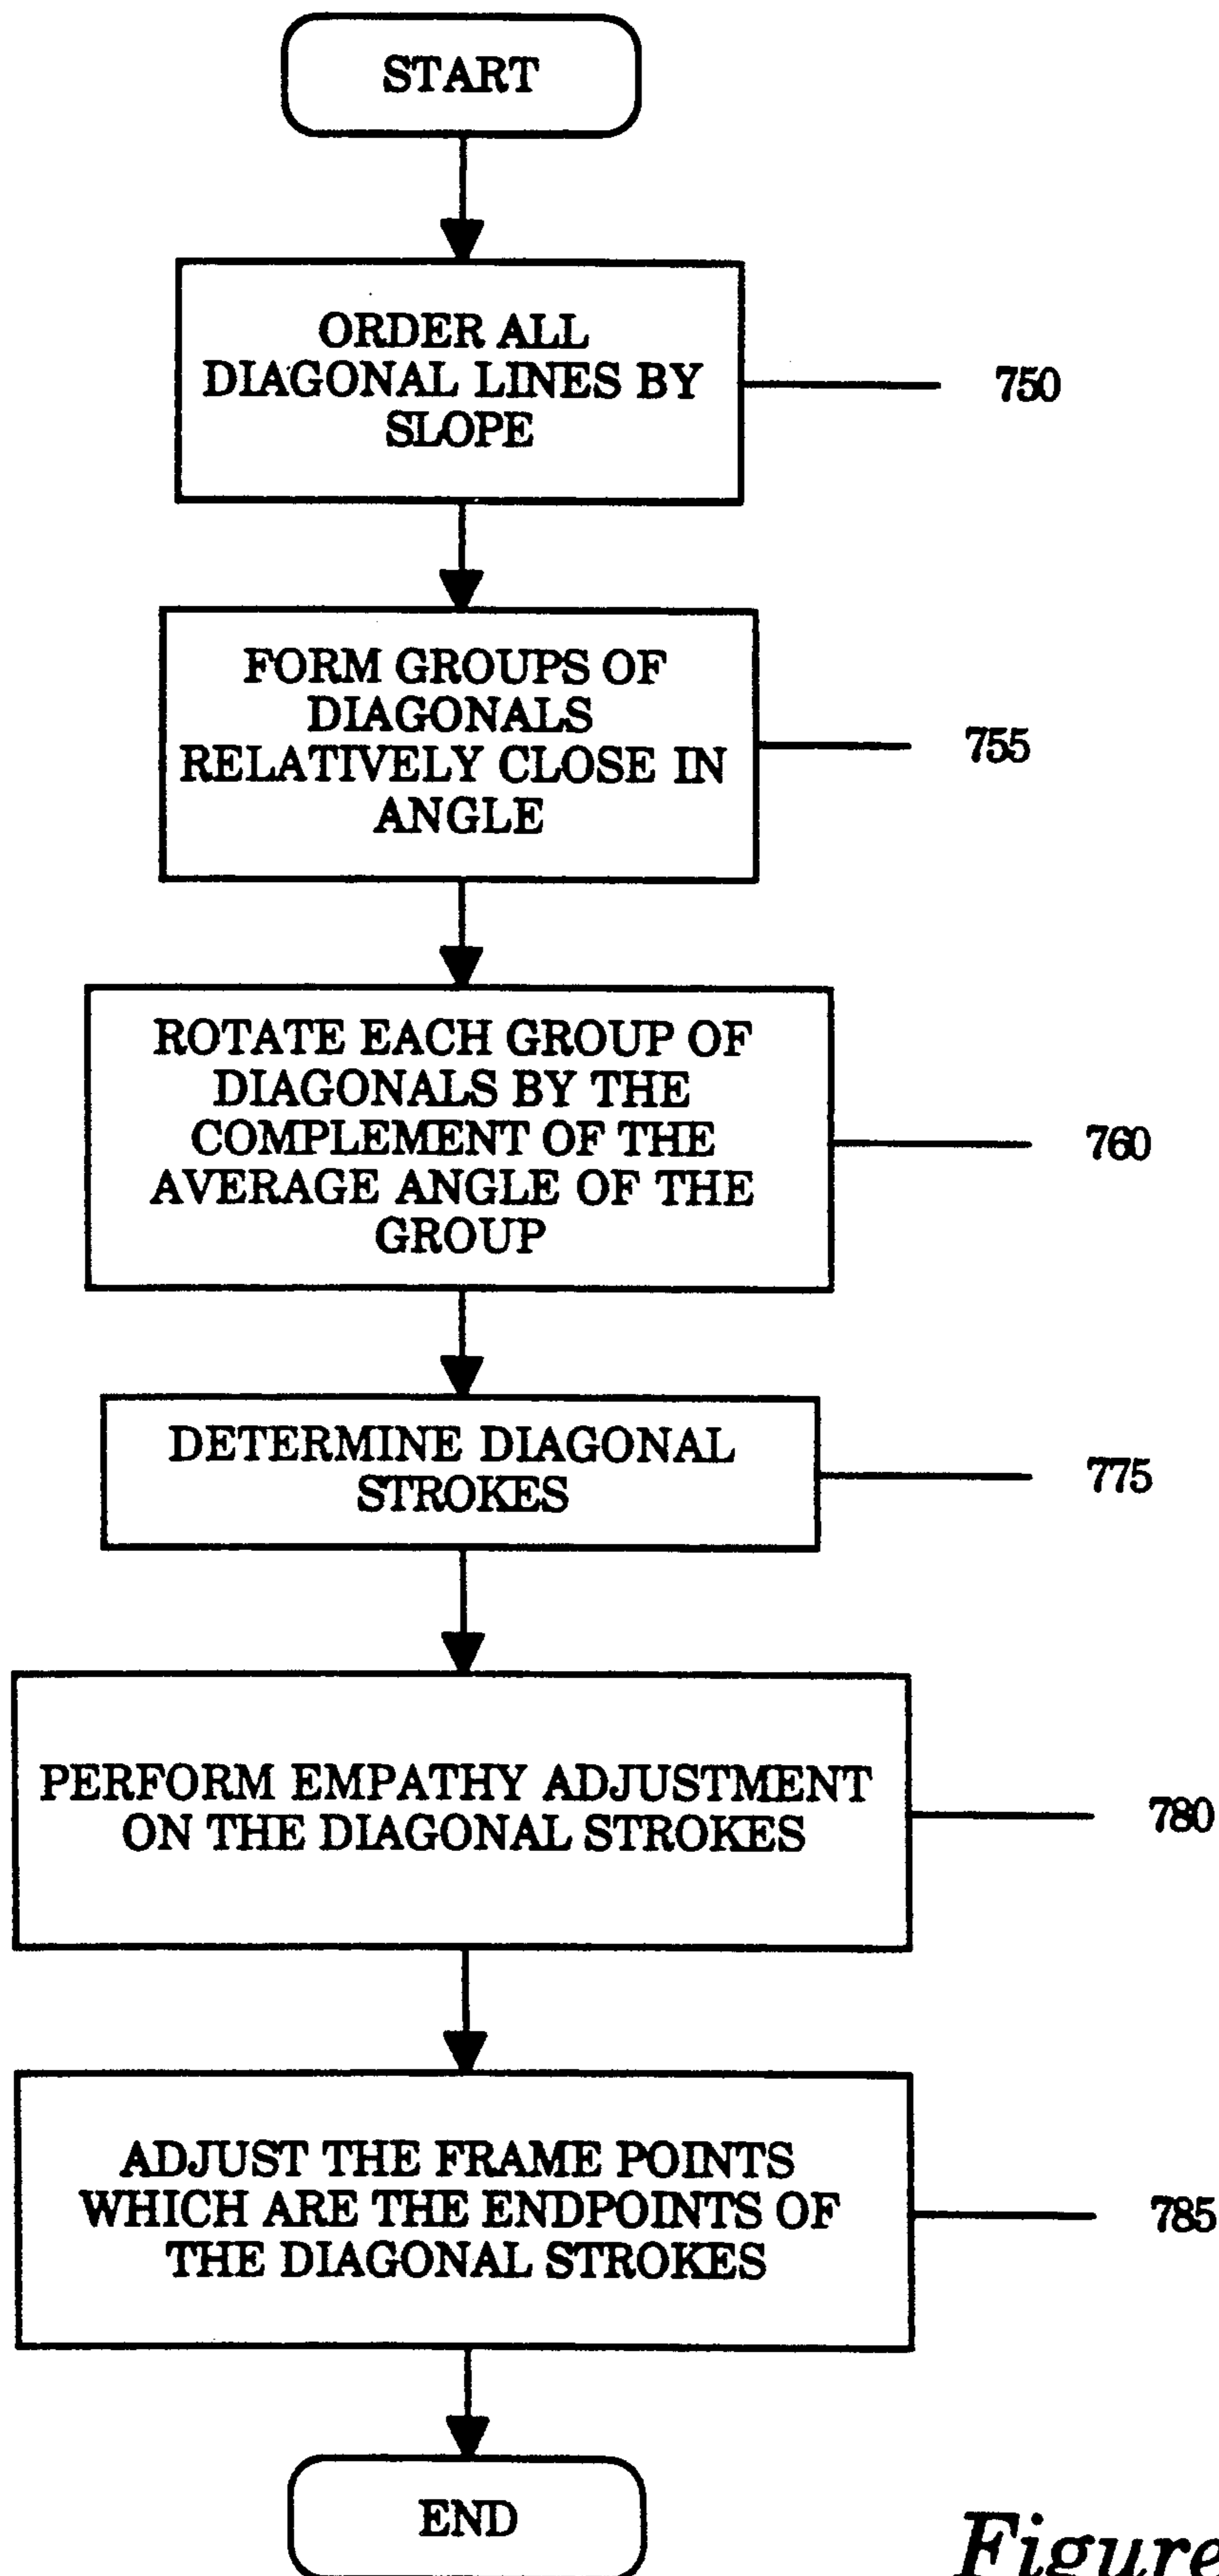 START
ORDER ALL
DIAGONAL LINES BY
SLOPE
750
FORM GROUPS OF
DIAGONALS
RELATIVELY CLOSE IN
ANGLE
755
ROTATE EACH GROUP OF
DIAGONALS BY THE
COMPLEMENT OF THE
AVERAGE ANGLE OF THE
GROUP
760
DETERMINE DIAGONAL
STROKES
775
PERFORM EMPATHY ADJUSTMENT
ON THE DIAGONAL STROKES
780
ADJUST THE FRAME POINTS
WHICH ARE THE ENDPOINTS OF
THE DIAGONAL STROKES
785
END
Figure